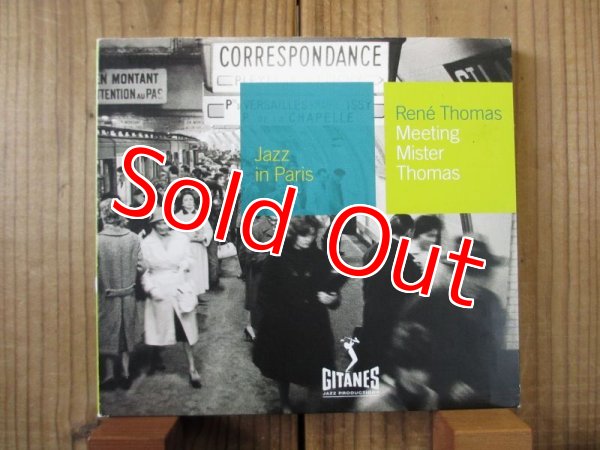 CORRESPONDANCE
EN MONTANT
ATTENTION AU PAS
VERSAILLES
CHAPELLE
René Thomas
Meeting
Mister
Thomas
Jazz
in Paris
Sold Out
GITANES
JAZZ PRODUCTIONS